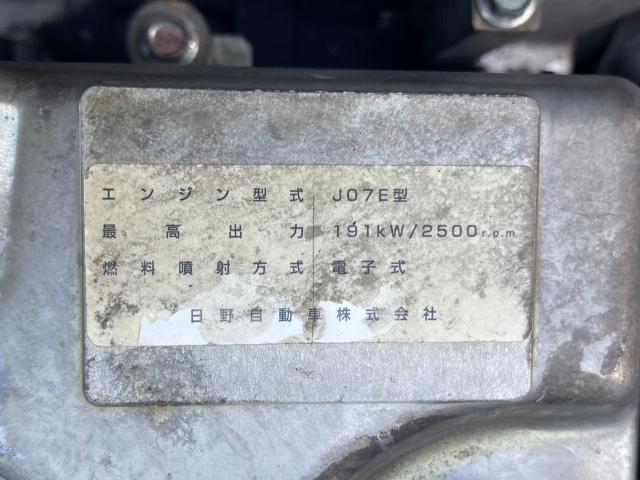 エンジン型式 J07E型
最高出力 191kW/2500r.p.m
燃料噴射方式 電子式
日野自動車株式会社